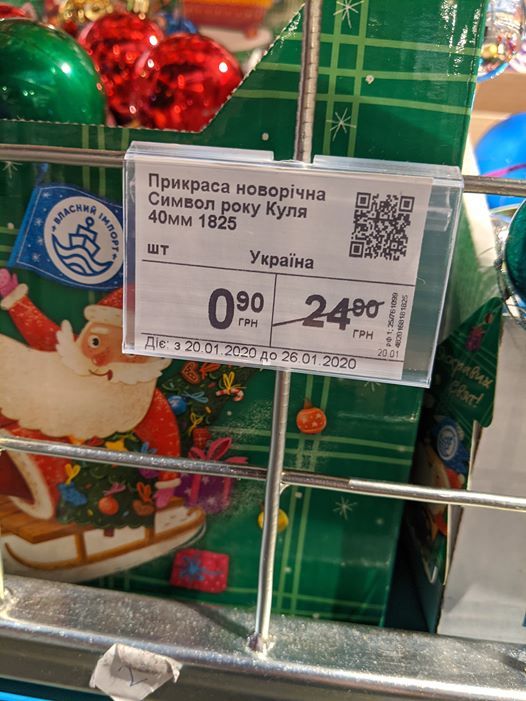 Прикраса новорічна
Символ року Куля
40мм 1825
шт Україна
0 90 ГРН 24 90 ГРН
Діє: з 20.01.2020 до 26.01.2020
20.01
ВЛАСНИЙ ІМПОРТ